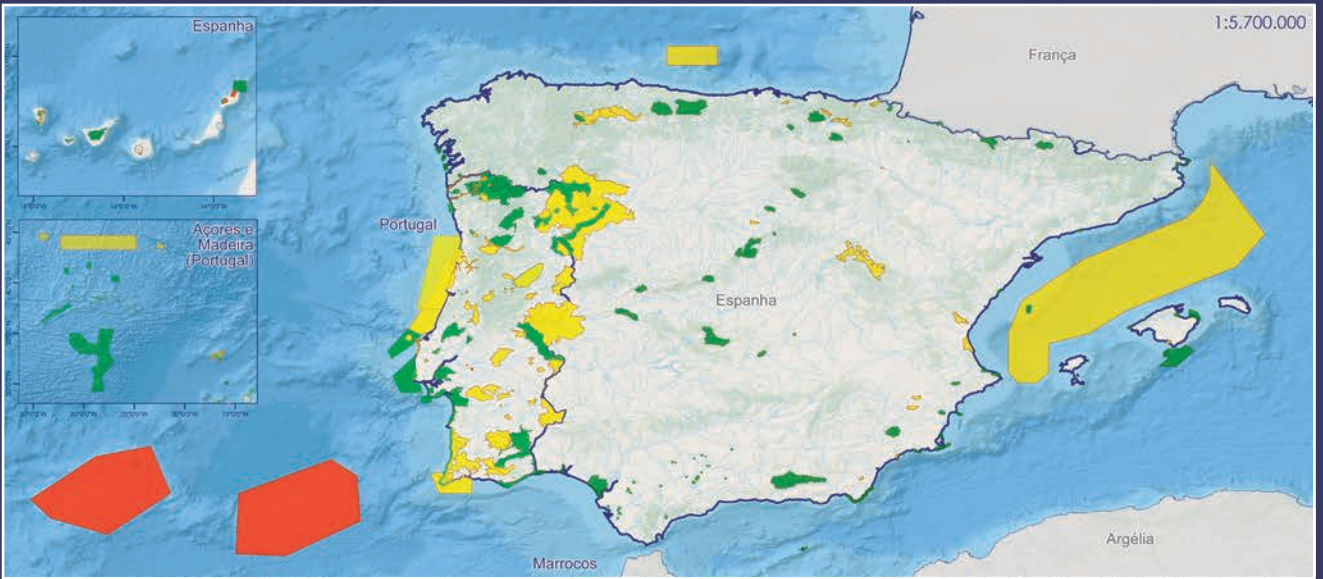 Espanha
1:5.700.000
França
Portugal
Açores e
Madeira
(Portugal)
Espanha
Marrocos
Argélia